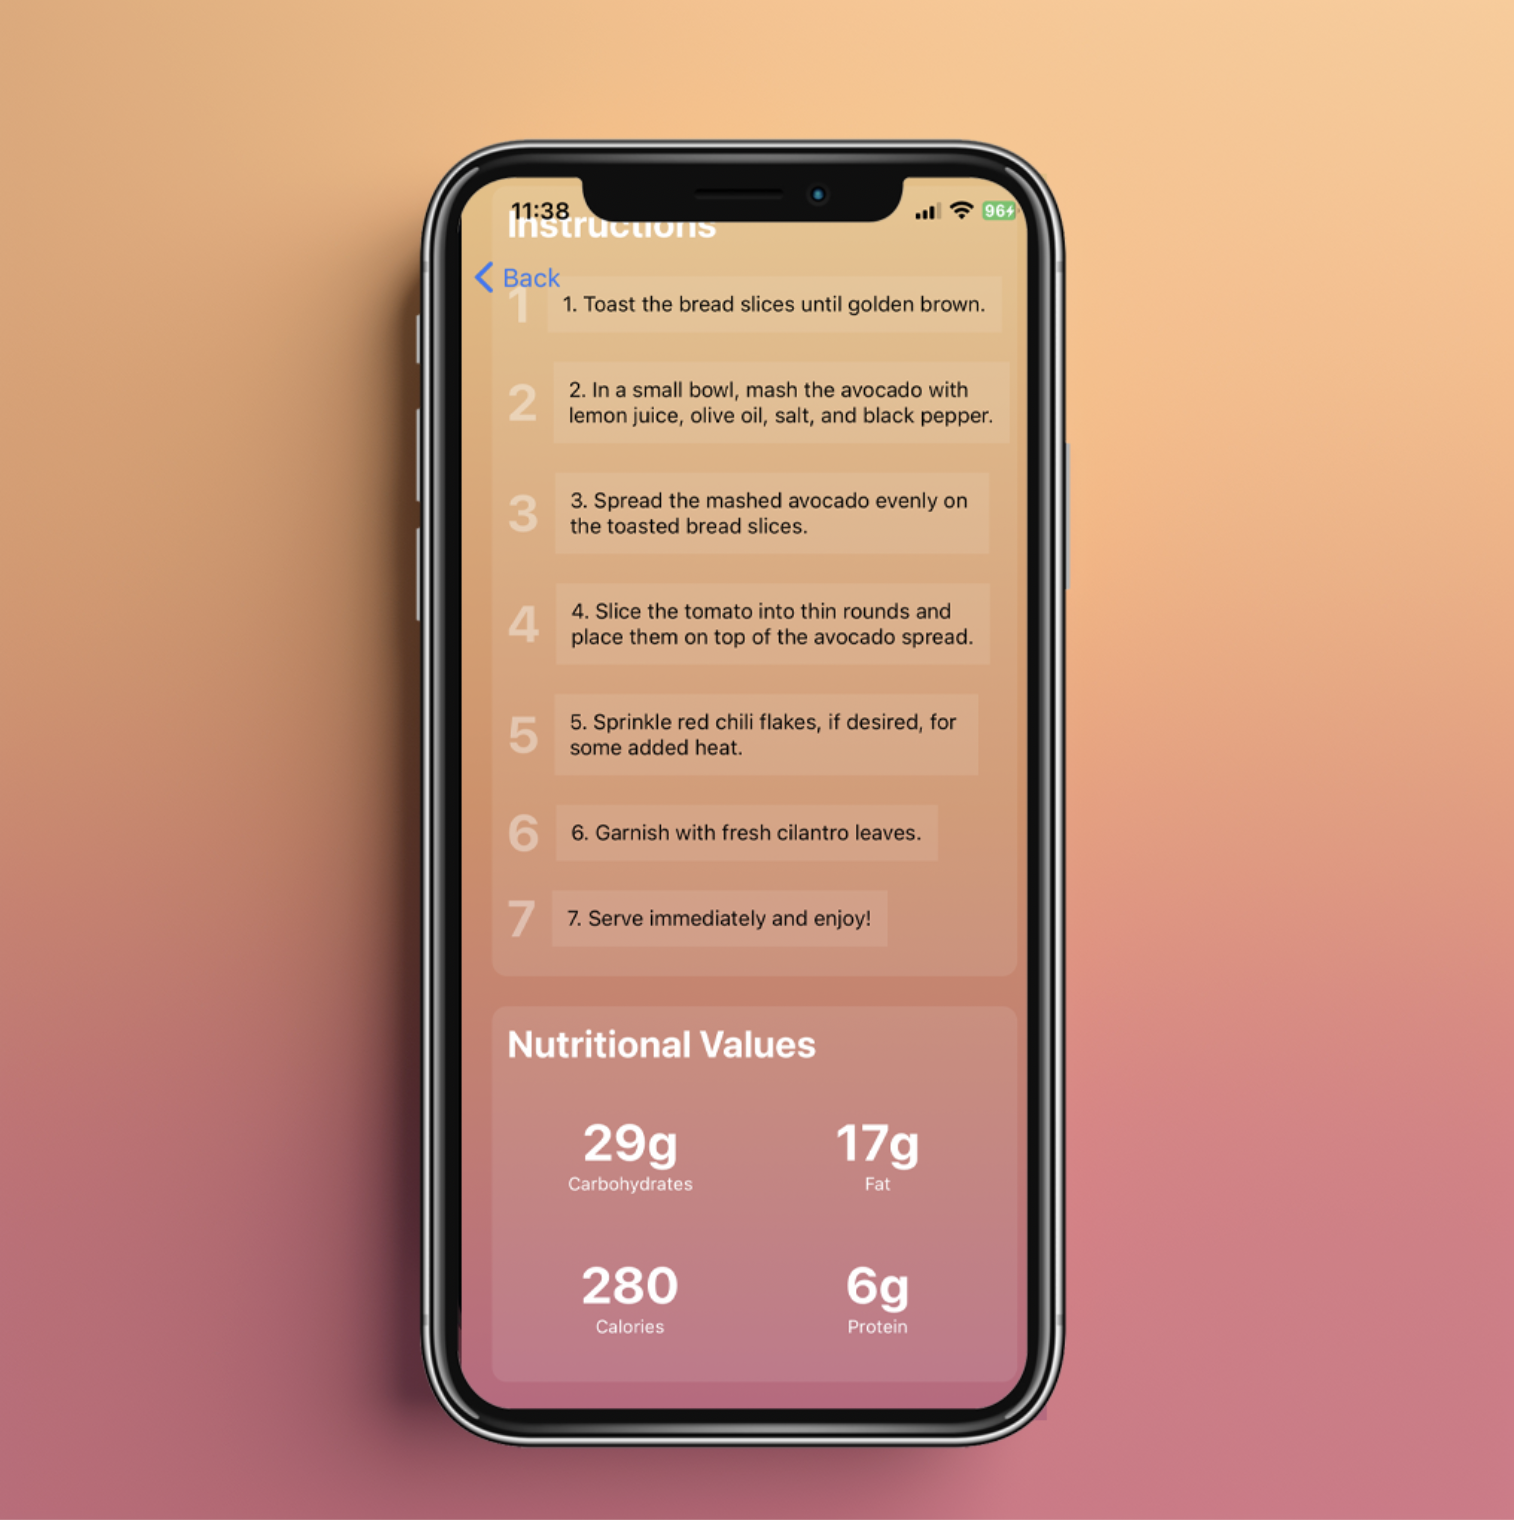 11:38
96
Instructions
Back
1
1. Toast the bread slices until golden brown.
2
2. In a small bowl, mash the avocado with
lemon juice, olive oil, salt, and black pepper.
3
3. Spread the mashed avocado evenly on
the toasted bread slices.
4
4. Slice the tomato into thin rounds and
place them on top of the avocado spread.
5
5. Sprinkle red chili flakes, if desired, for
some added heat.
6
6. Garnish with fresh cilantro leaves.
7
7. Serve immediately and enjoy!
Nutritional Values
29g
Carbohydrates
17g
Fat
280
Calories
6g
Protein